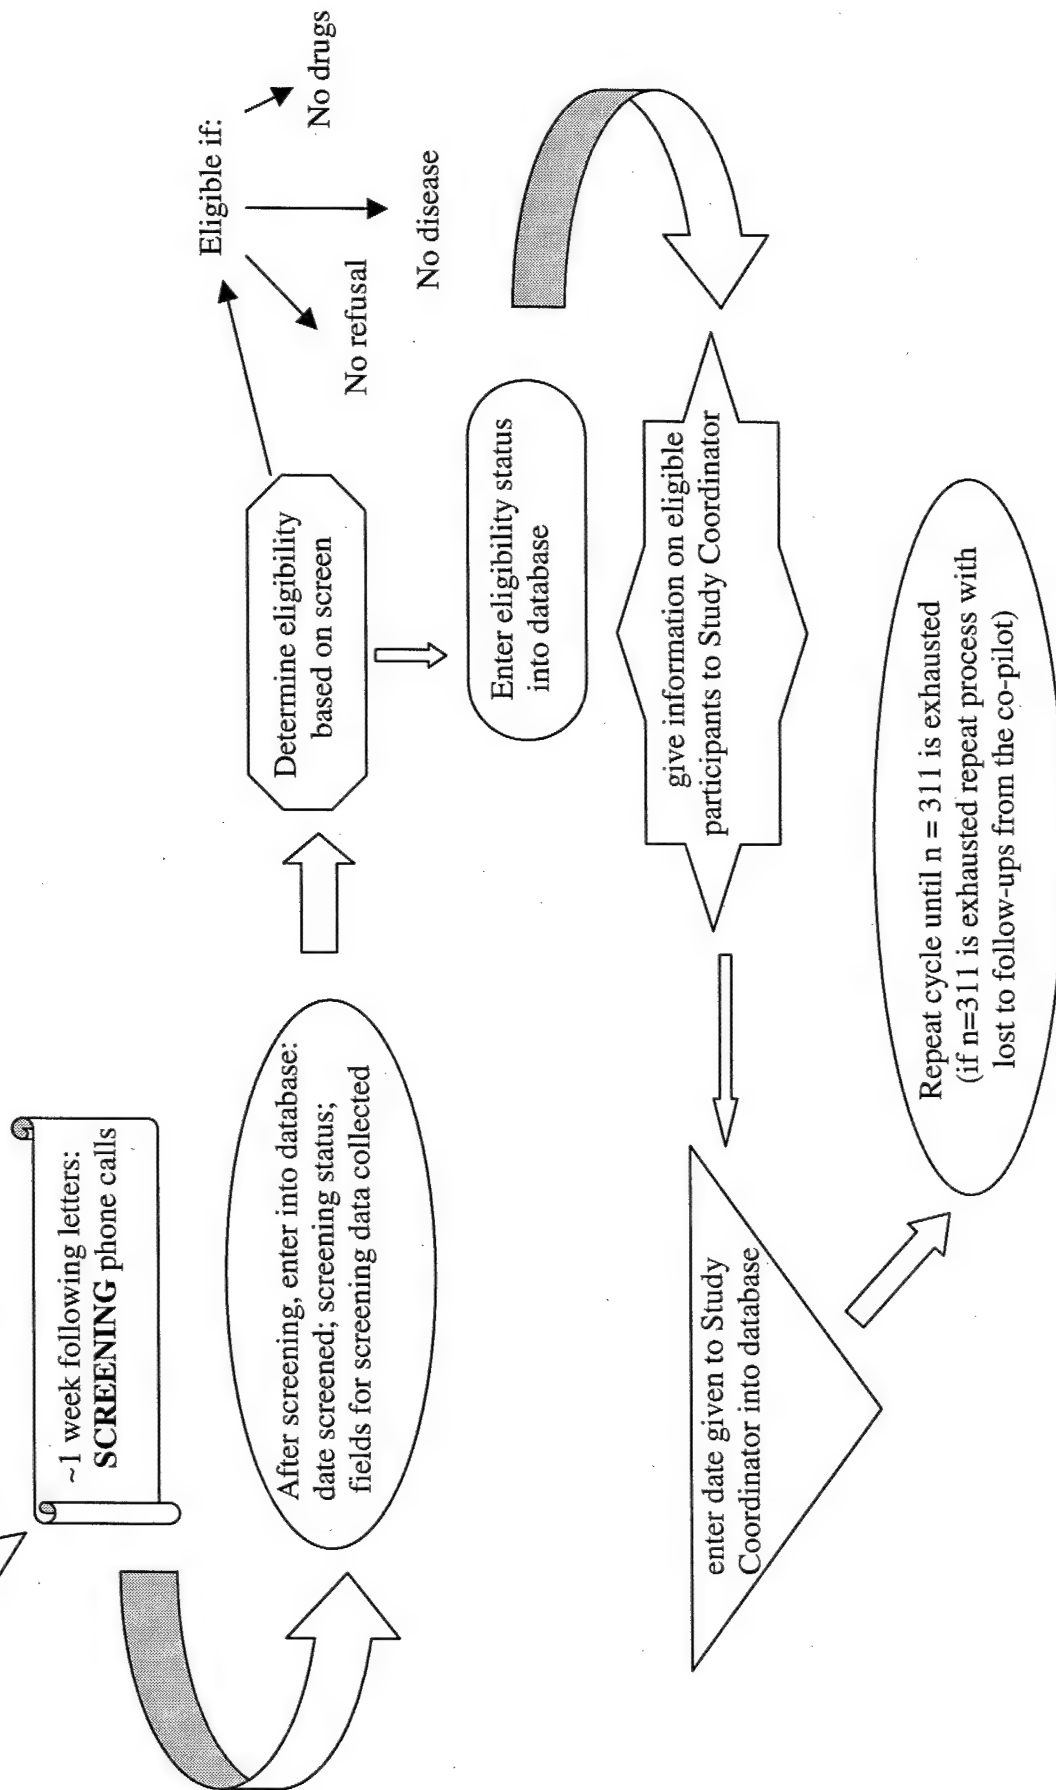 ~1 week following letters:
SCREENING phone calls
After screening, enter into database:
date screened; screening status;
fields for screening data collected
Determine eligibility
based on screen
Eligible if:
No refusal
No disease
No drugs
Enter eligibility status
into database
give information on eligible
participants to Study Coordinator
enter date given to Study
Coordinator into database
Repeat cycle until n = 311 is exhausted
(if n=311 is exhausted repeat process with
lost to follow-ups from the co-pilot)